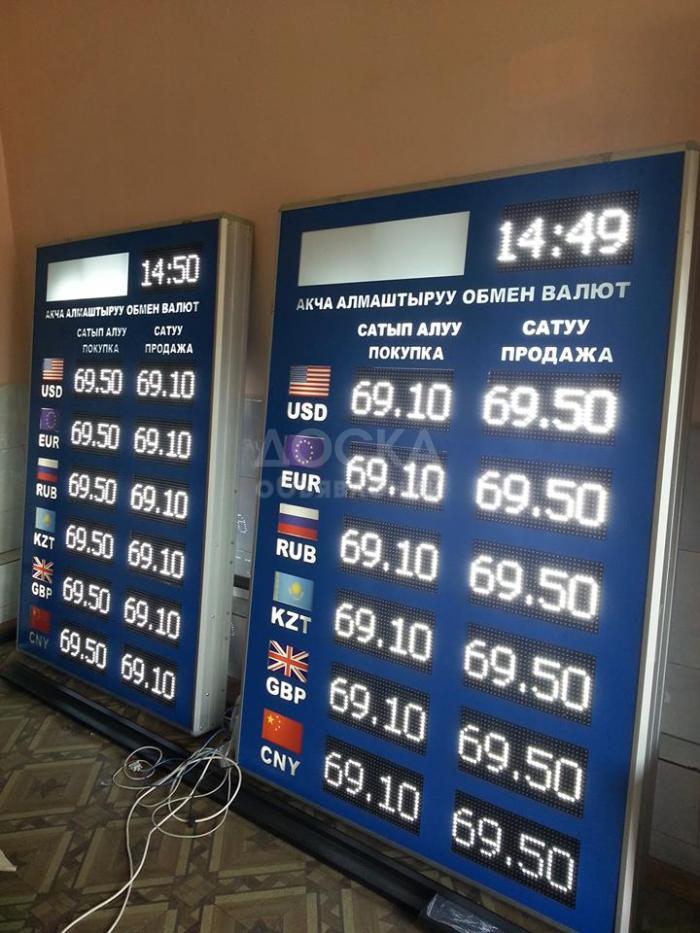 14:50
АКЧА АЛМАШТЫРУУ ОБМЕН ВАЛЮТ
САТЫП АЛУУ САТУУ
ПОКУПКА ПРОДАЖА
USD 69.50 69.10
EUR 69.50 69.10
RUB 69.50 69.10
KZT 69.50 69.10
GBP 69.50 69.10
CNY 69.50 69.10
14:49
АКЧА АЛМАШТЫРУУ ОБМЕН ВАЛЮТ
САТЫП АЛУУ САТУУ
ПОКУПКА ПРОДАЖА
USD 69.10 69.50
EUR 69.10 69.50
RUB 69.10 69.50
KZT 69.10 69.50
GBP 69.10 69.50
CNY 69.10 69.50
ДОСКА